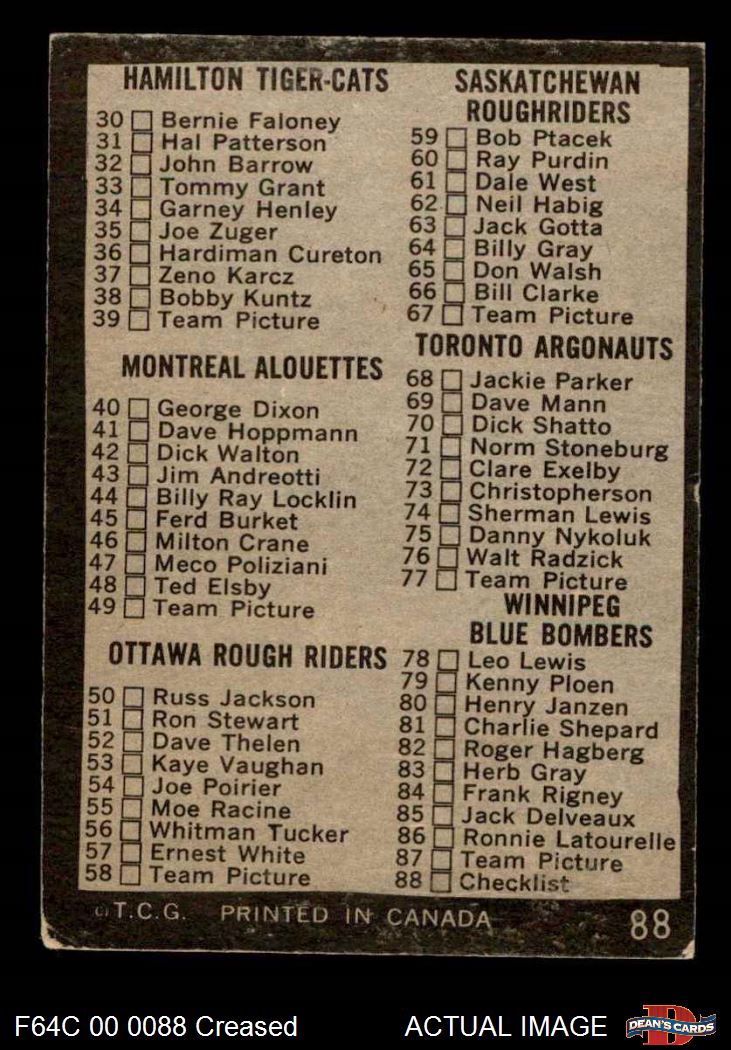 HAMILTON TIGER-CATS
30 Bernie Faloney
31 Hal Patterson
32 John Barrow
33 Tommy Grant
34 Garney Henley
35 Joe Zuger
36 Hardiman Cureton
37 Zeno Karcz
38 Bobby Kuntz
39 Team Picture
MONTREAL ALOUETTES
40 George Dixon
41 Dave Hoppmann
42 Dick Walton
43 Jim Andreotti
44 Billy Ray Locklin
45 Ferd Burket
46 Milton Crane
47 Meco Poliziani
48 Ted Elsby
49 Team Picture
OTTAWA ROUGH RIDERS
50 Russ Jackson
51 Ron Stewart
52 Dave Thelen
53 Kaye Vaughan
54 Joe Poirier
55 Moe Racine
56 Whitman Tucker
57 Ernest White
58 Team Picture
SASKATCHEWAN
ROUGHRIDERS
59 Bob Ptacek
60 Ray Purdin
61 Dale West
62 Neil Habig
63 Jack Gotta
64 Billy Gray
65 Don Walsh
66 Bill Clarke
67 Team Picture
TORONTO ARGONAUTS
68 Jackie Parker
69 Dave Mann
70 Dick Shatto
71 Norm Stoneburg
72 Clare Exelby
73 Christopherson
74 Sherman Lewis
75 Danny Nykoluk
76 Walt Radzick
77 Team Picture
WINNIPEG
BLUE BOMBERS
78 Leo Lewis
79 Kenny Ploen
80 Henry Janzen
81 Charlie Shepard
82 Roger Hagberg
83 Herb Gray
84 Frank Rigney
85 Jack Delveaux
86 Ronnie Latourelle
87 Team Picture
88 Checklist
© T.C.G. PRINTED IN CANADA
88
F64C 00 0088 Creased
ACTUAL IMAGE
D
DEAN'S CARDS